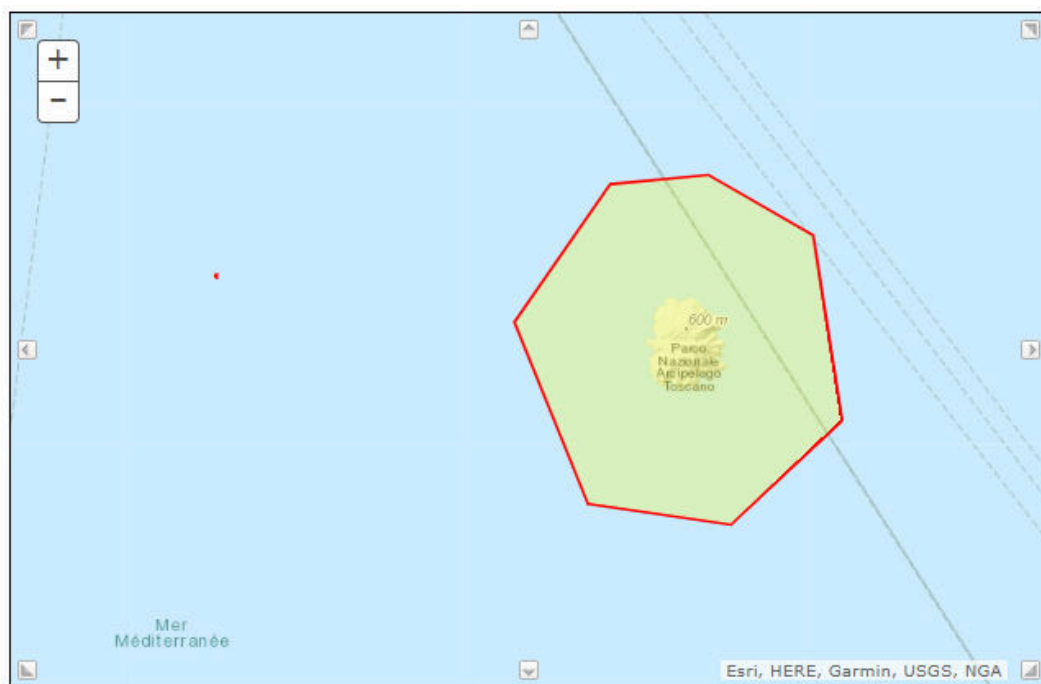 +
−
600 m
Parco
Nazionale
Arcipelago
Toscano
Mer
Méditerranée
Esri, HERE, Garmin, USGS, NGA